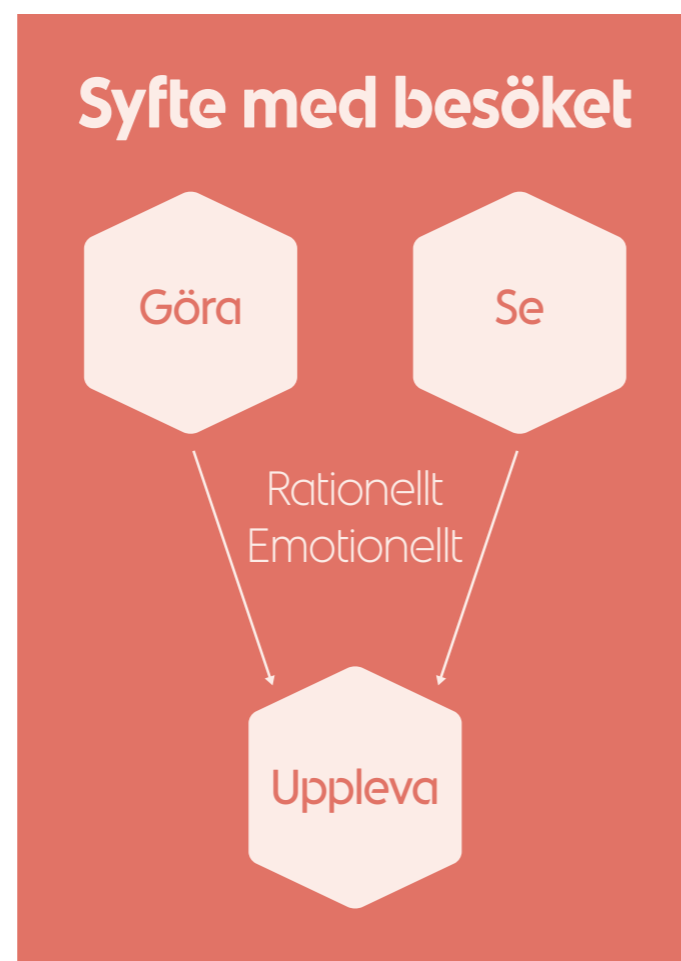 Syfte med besöket
Göra
Se
Rationellt
Emotionellt
Uppleva